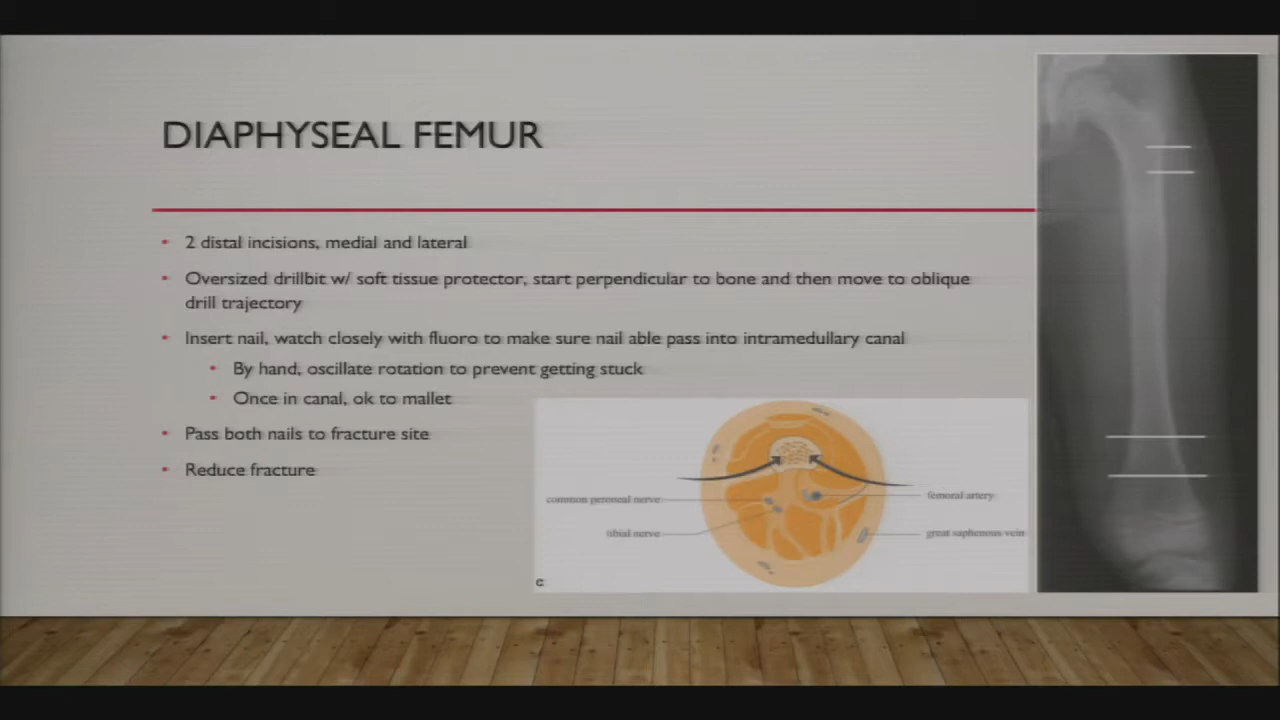 DIAPHYSEAL FEMUR
2 distal incisions, medial and lateral
Oversized drillbit w/ soft tissue protector, start perpendicular to bone and then move to oblique
drill trajectory
Insert nail, watch closely with fluoro to make sure nail able pass into intramedullary canal
By hand, oscillate rotation to prevent getting stuck
Once in canal, ok to mallet
Pass both nails to fracture site
Reduce fracture
common peroneal nerve
femoral artery
tibial nerve
great saphenous vein
c